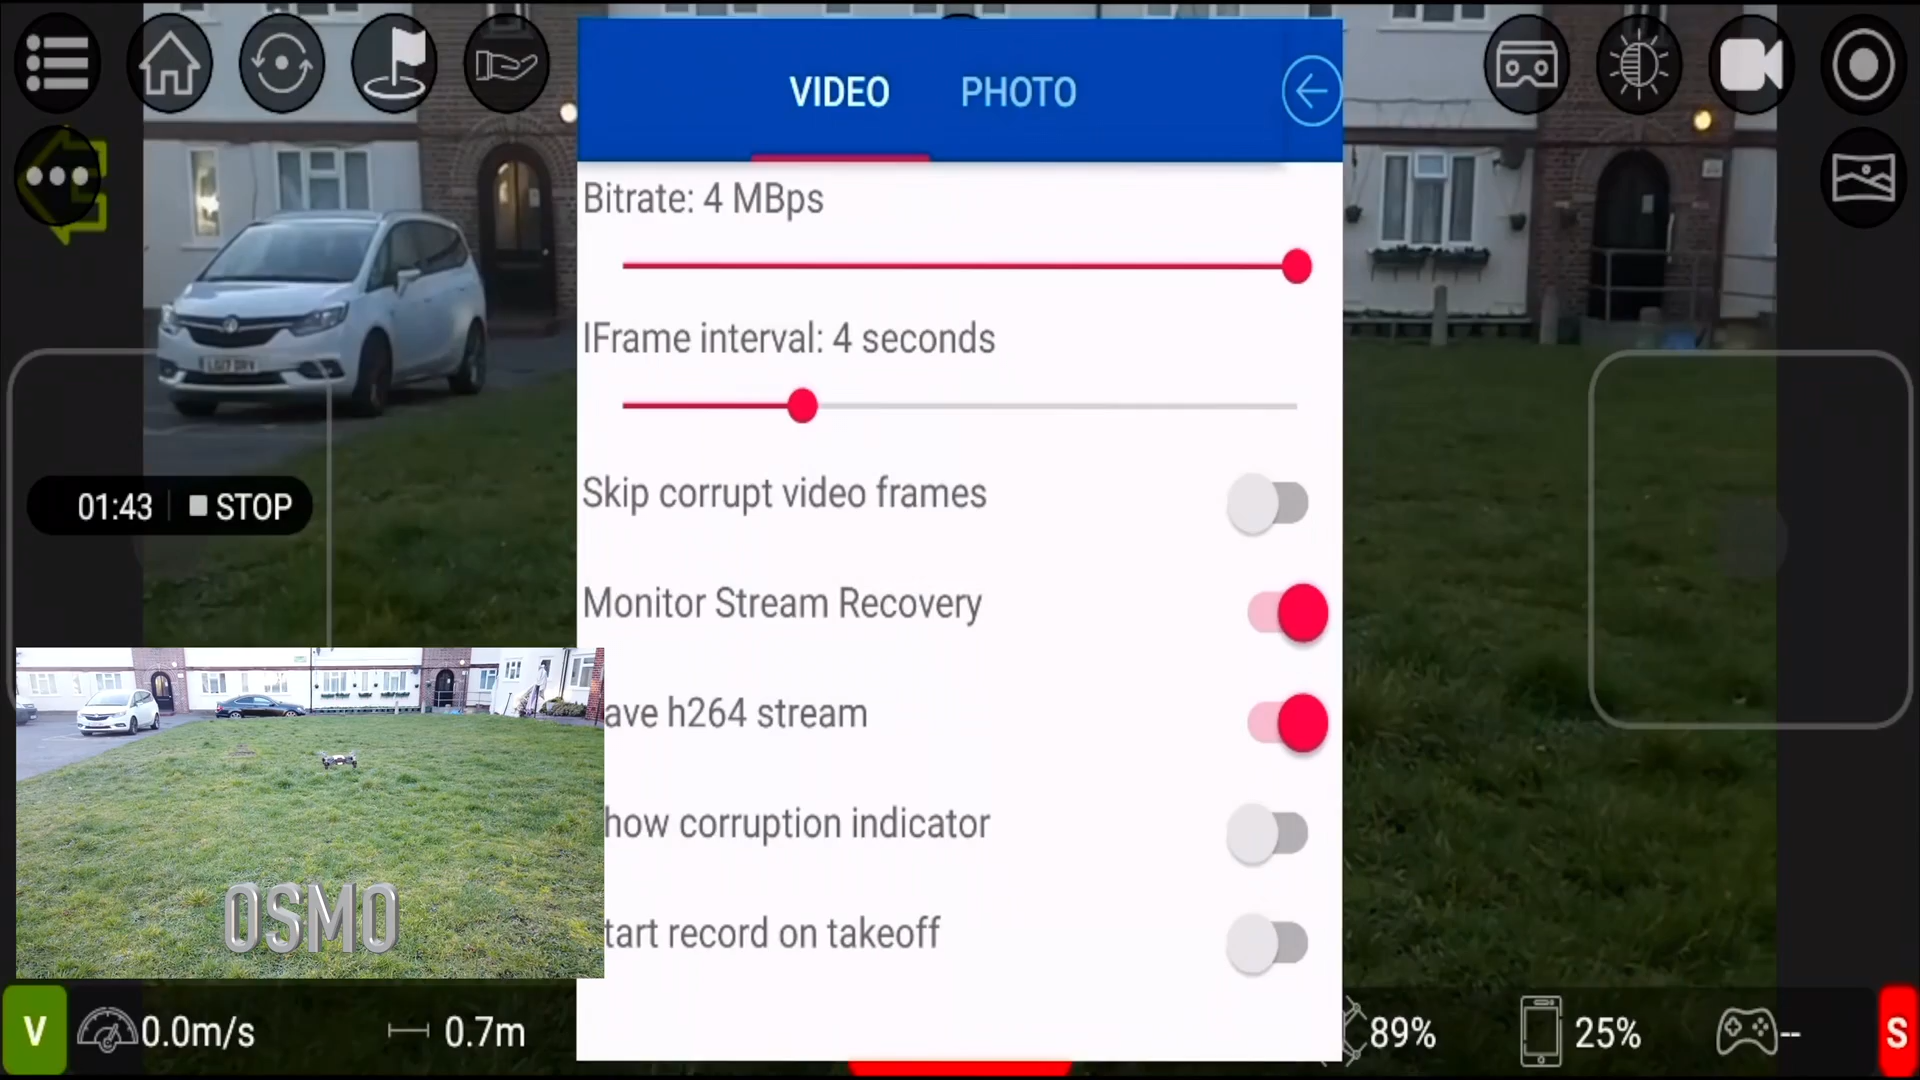 VIDEO PHOTO
Bitrate: 4 MBps
IFrame interval: 4 seconds
Skip corrupt video frames
01:43 STOP
Monitor Stream Recovery
ave h264 stream
how corruption indicator
OSMO
tart record on takeoff
V 0.0m/s 0.7m 89% 25% -- S